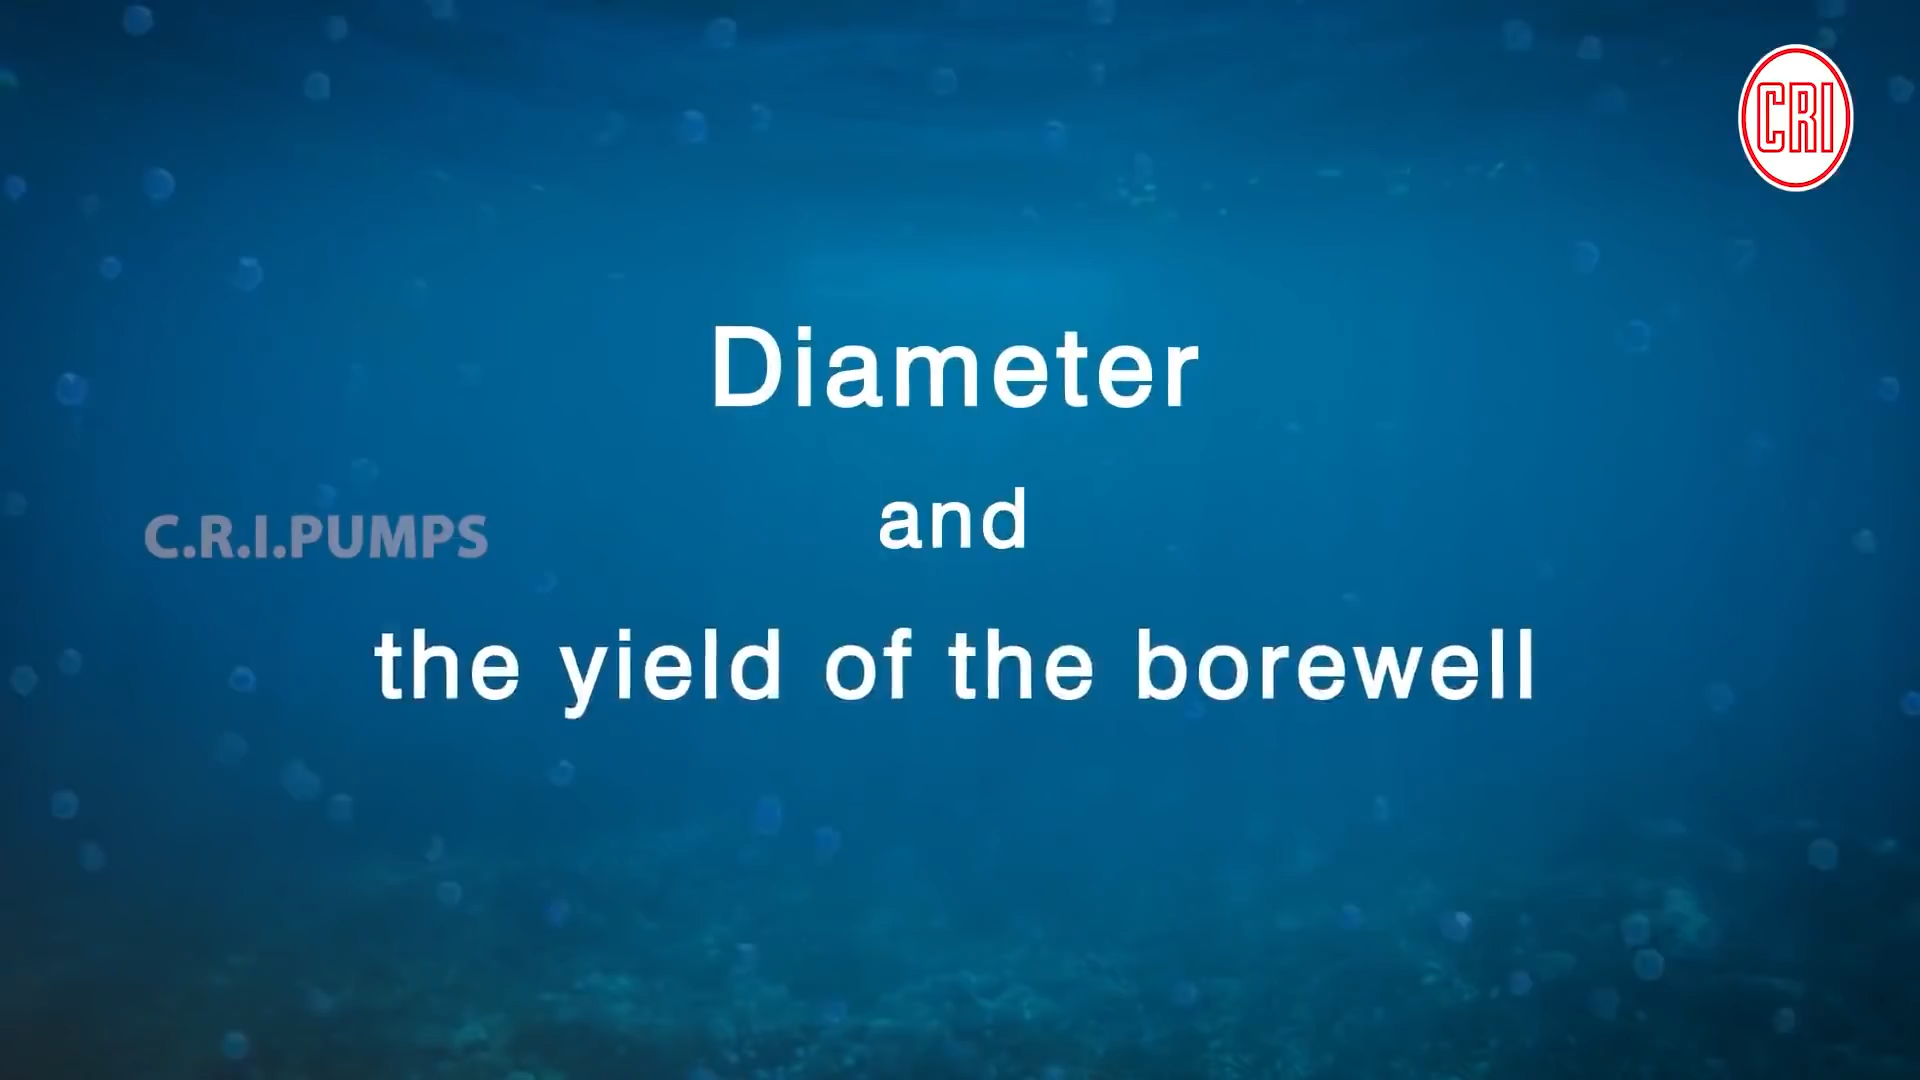 CRI
Diameter
and
C.R.I.PUMPS
the yield of the borewell